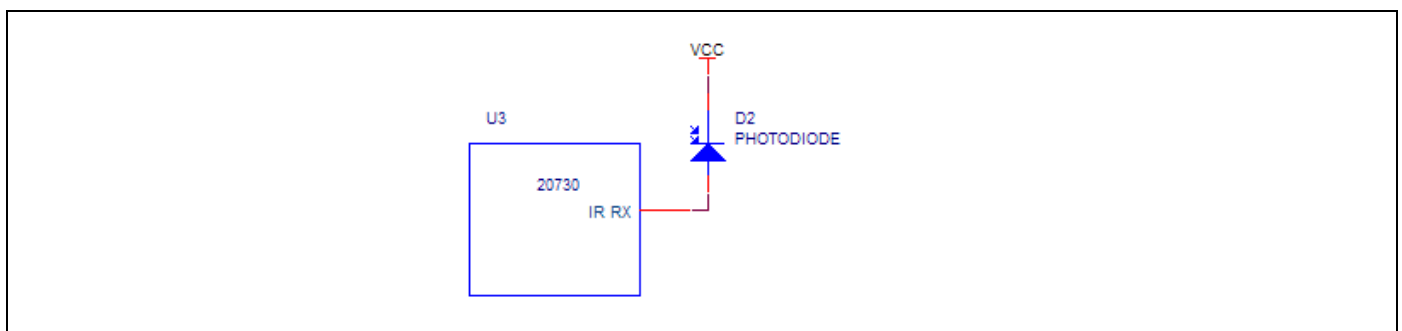 VCC
U3
D2
PHOTODIODE
20730
IR RX